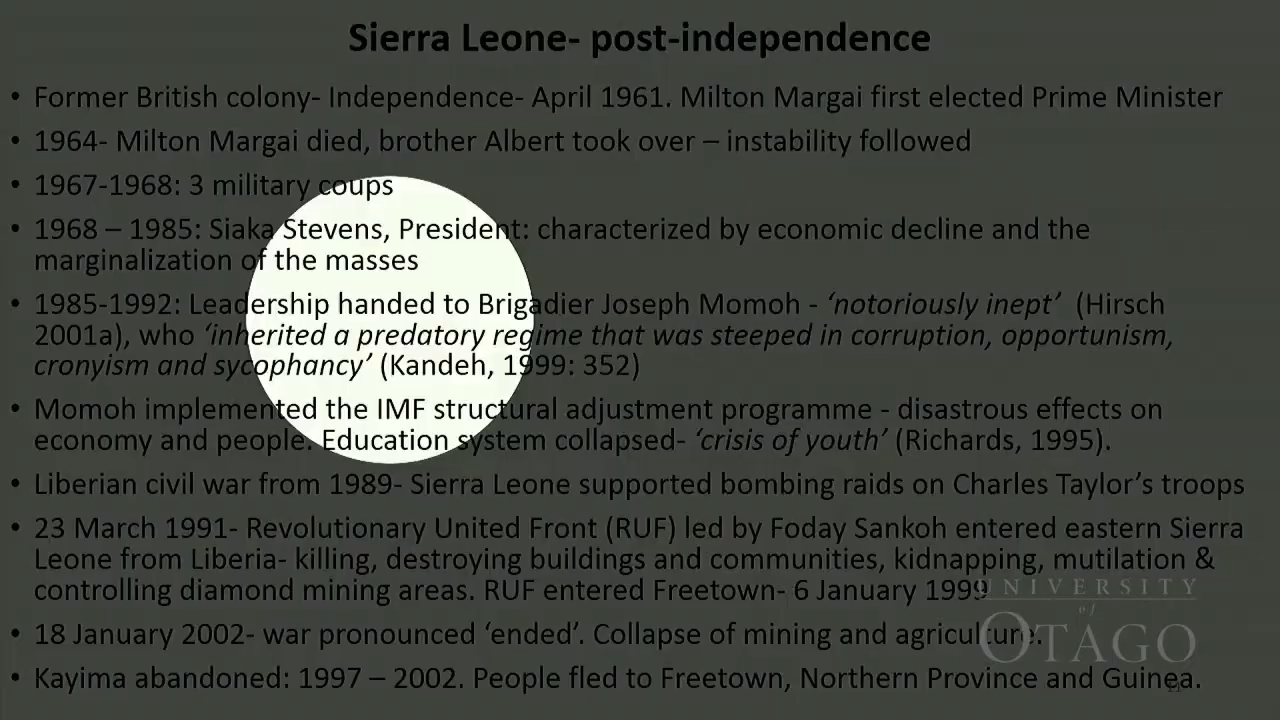 Sierra Leone- post-independence
• Former British colony- Independence- April 1961. Milton Margai first elected Prime Minister
• 1964- Milton Margai died, brother Albert took over – instability followed
• 1967-1968: 3 military coups
• 1968 – 1985: Siaka Stevens, President: characterized by economic decline and the
marginalization of the masses
• 1985-1992: Leadership handed to Brigadier Joseph Momoh - ‘notoriously inept’ (Hirsch
2001a), who ‘inherited a predatory regime that was steeped in corruption, opportunism,
cronyism and sycophancy’ (Kandeh, 1999: 352)
• Momoh implemented the IMF structural adjustment programme - disastrous effects on
economy and people. Education system collapsed- ‘crisis of youth’ (Richards, 1995).
• Liberian civil war from 1989- Sierra Leone supported bombing raids on Charles Taylor’s troops
• 23 March 1991- Revolutionary United Front (RUF) led by Foday Sankoh entered eastern Sierra
Leone from Liberia- killing, destroying buildings and communities, kidnapping, mutilation &
controlling diamond mining areas. RUF entered Freetown- 6 January 1999
• 18 January 2002- war pronounced ‘ended’. Collapse of mining and agriculture.
• Kayima abandoned: 1997 – 2002. People fled to Freetown, Northern Province and Guinea.
UNIVERSITY
of
OTAGO